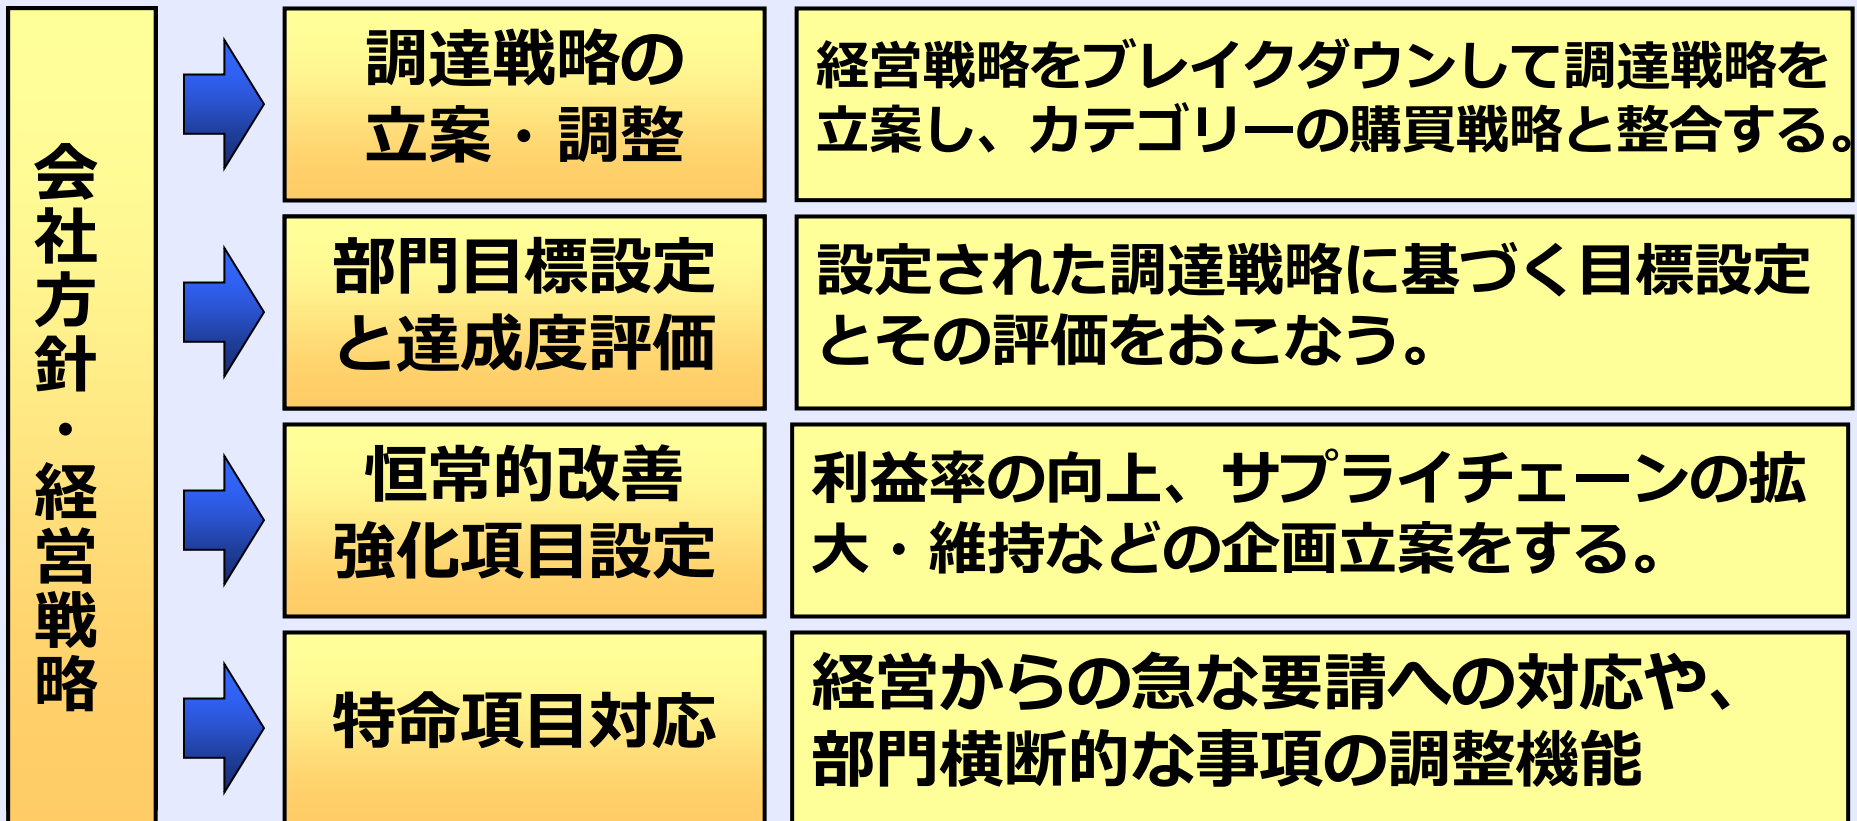 会社方針・経営戦略
調達戦略の
立案・調整
経営戦略をブレイクダウンして調達戦略を
立案し、カテゴリーの購買戦略と整合する。
部門目標設定
と達成度評価
設定された調達戦略に基づく目標設定
とその評価をおこなう。
恒常的改善
強化項目設定
利益率の向上、サプライチェーンの拡
大・維持などの企画立案をする。
特命項目対応
経営からの急な要請への対応や、
部門横断的な事項の調整機能